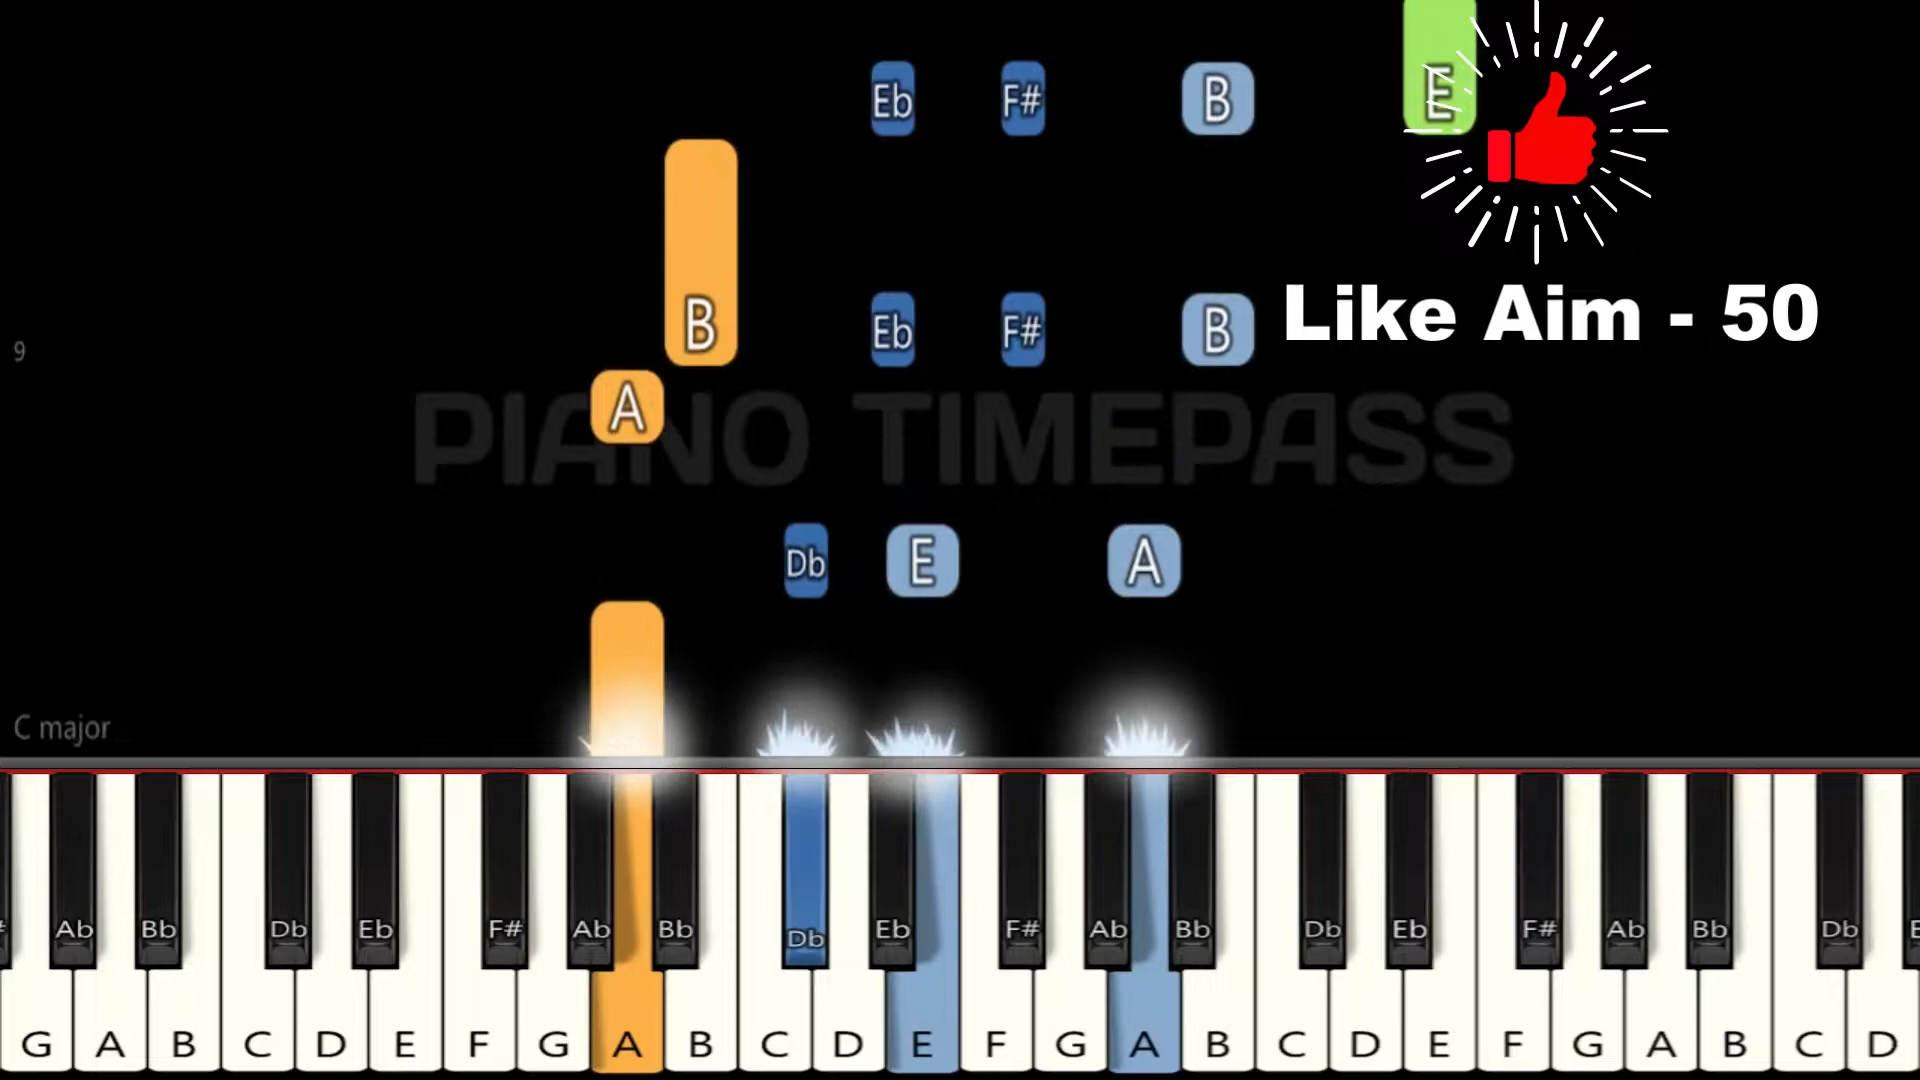 Eb F# B E
B Eb F# B Like Aim - 50
9
A
PIANO TIMEPASS
Db E A
C major
Ab Bb Db Eb F# Ab Bb Db Eb F# Ab Bb Db Eb F# Ab Bb Db
G A B C D E F G A B C D E F G A B C D E F G A B C D